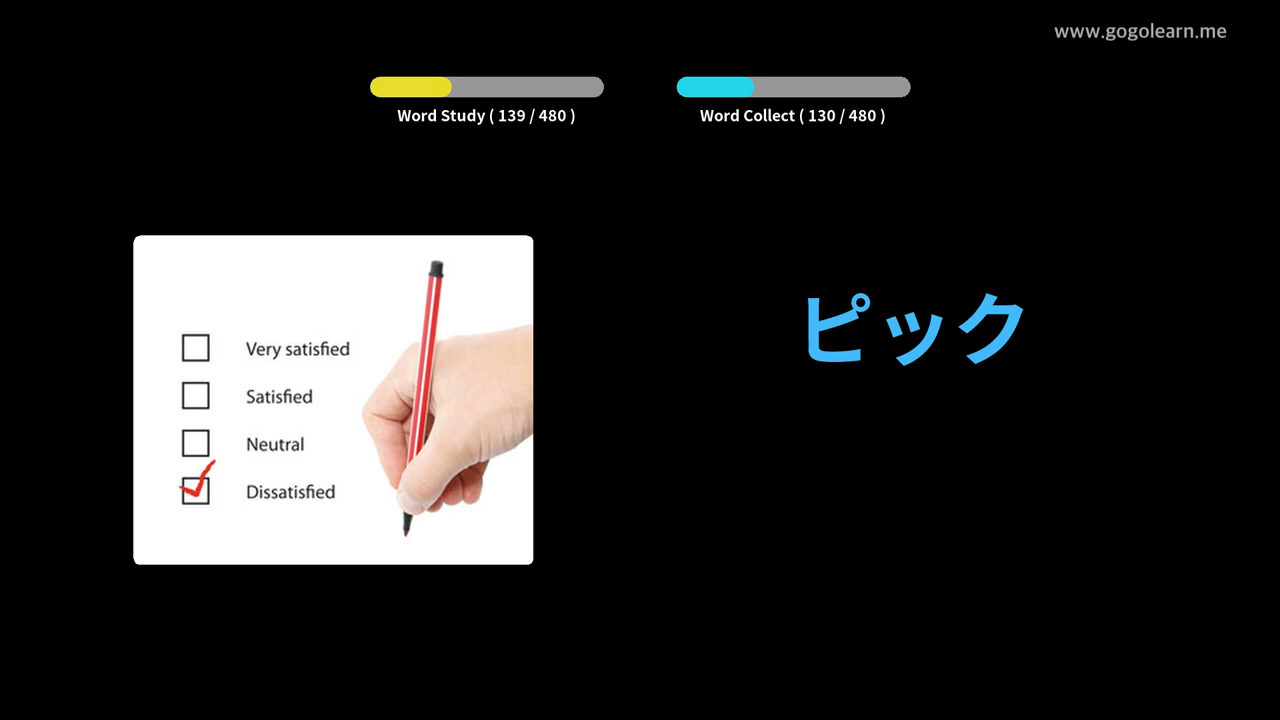 www.gogolearn.me
Word Study ( 139 / 480 )
Word Collect ( 130 / 480 )
Very satisfied
Satisfied
Neutral
Dissatisfied
ピック